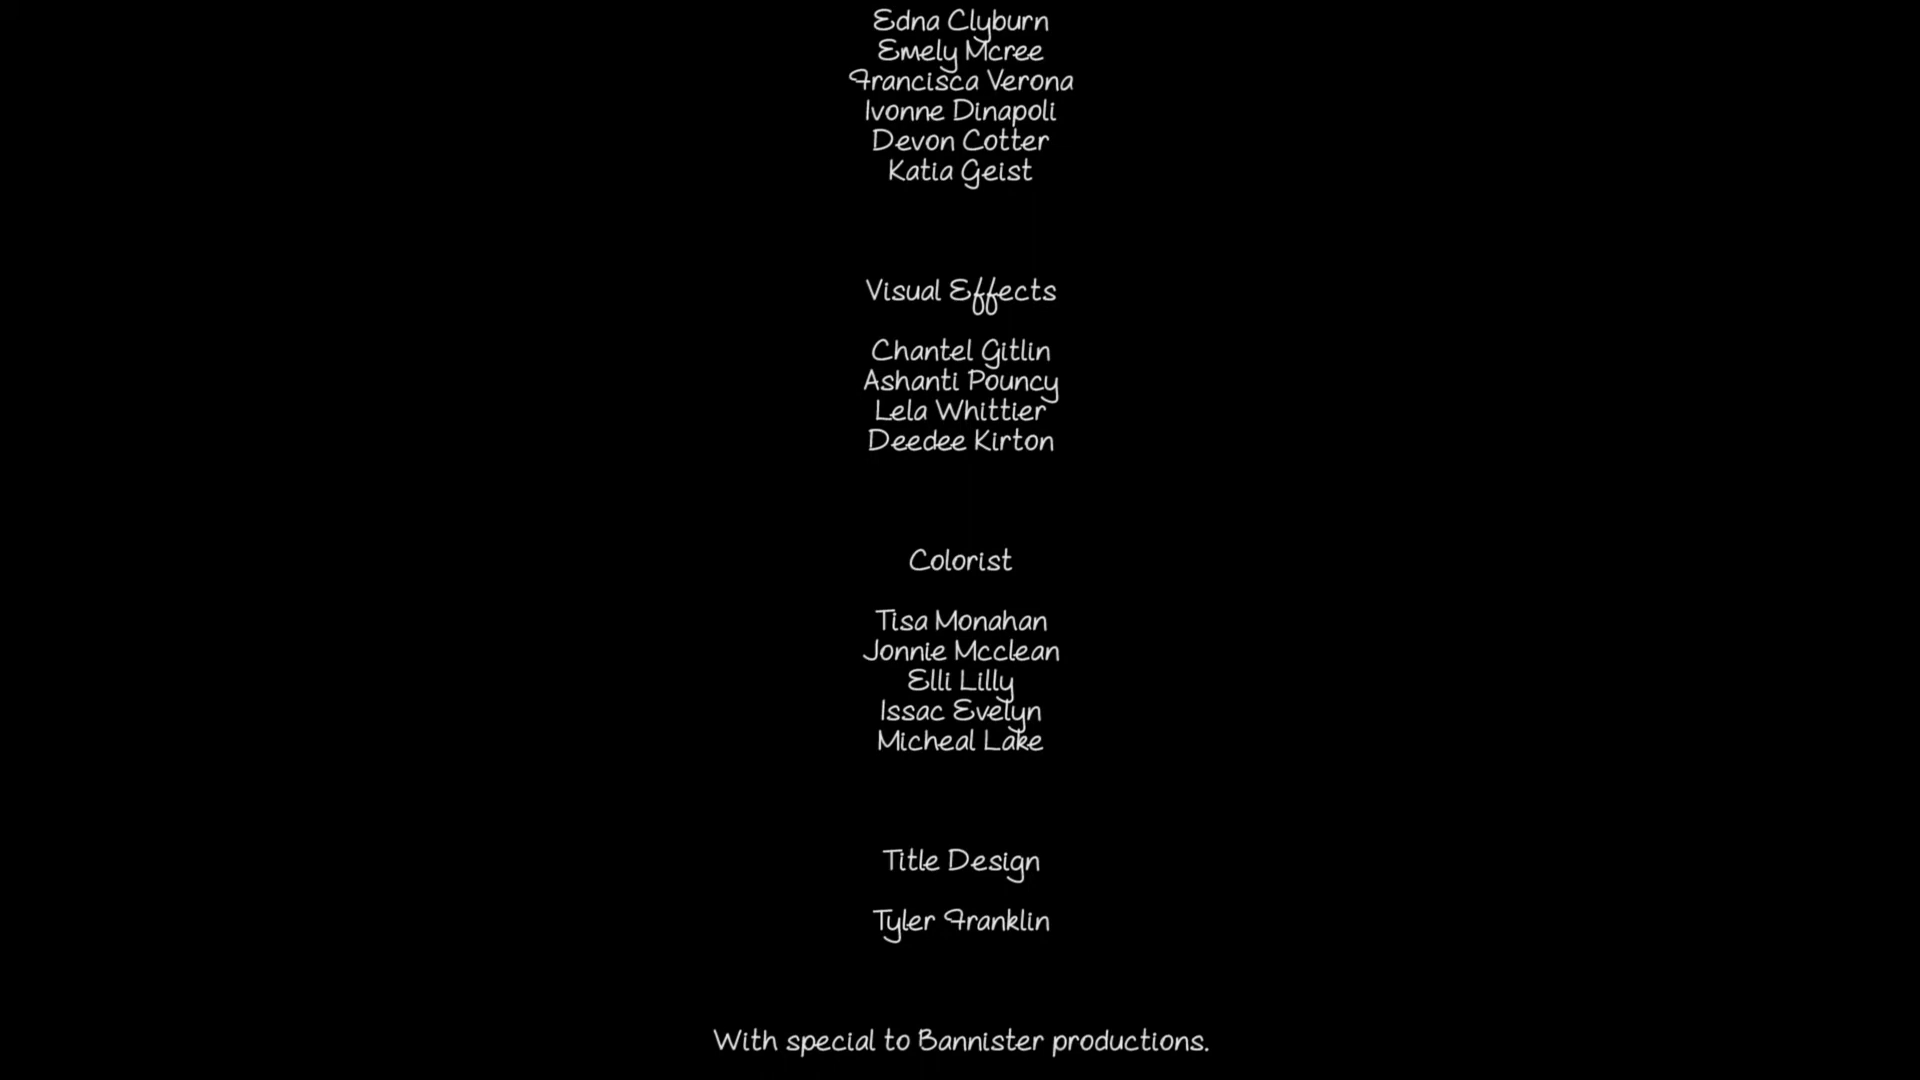 Edna Clyburn
Emely Mcree
Francisca Verona
Ivonne Dinapoli
Devon Cotter
Katia Geist
Visual Effects
Chantel Gitlin
Ashanti Pouncy
Lela Whittier
Deedee Kirton
Colorist
Tisa Monahan
Jonnie Mcclean
Elli Lilly
Issac Evelyn
Micheal Lake
Title Design
Tyler Franklin
With special to Bannister productions.